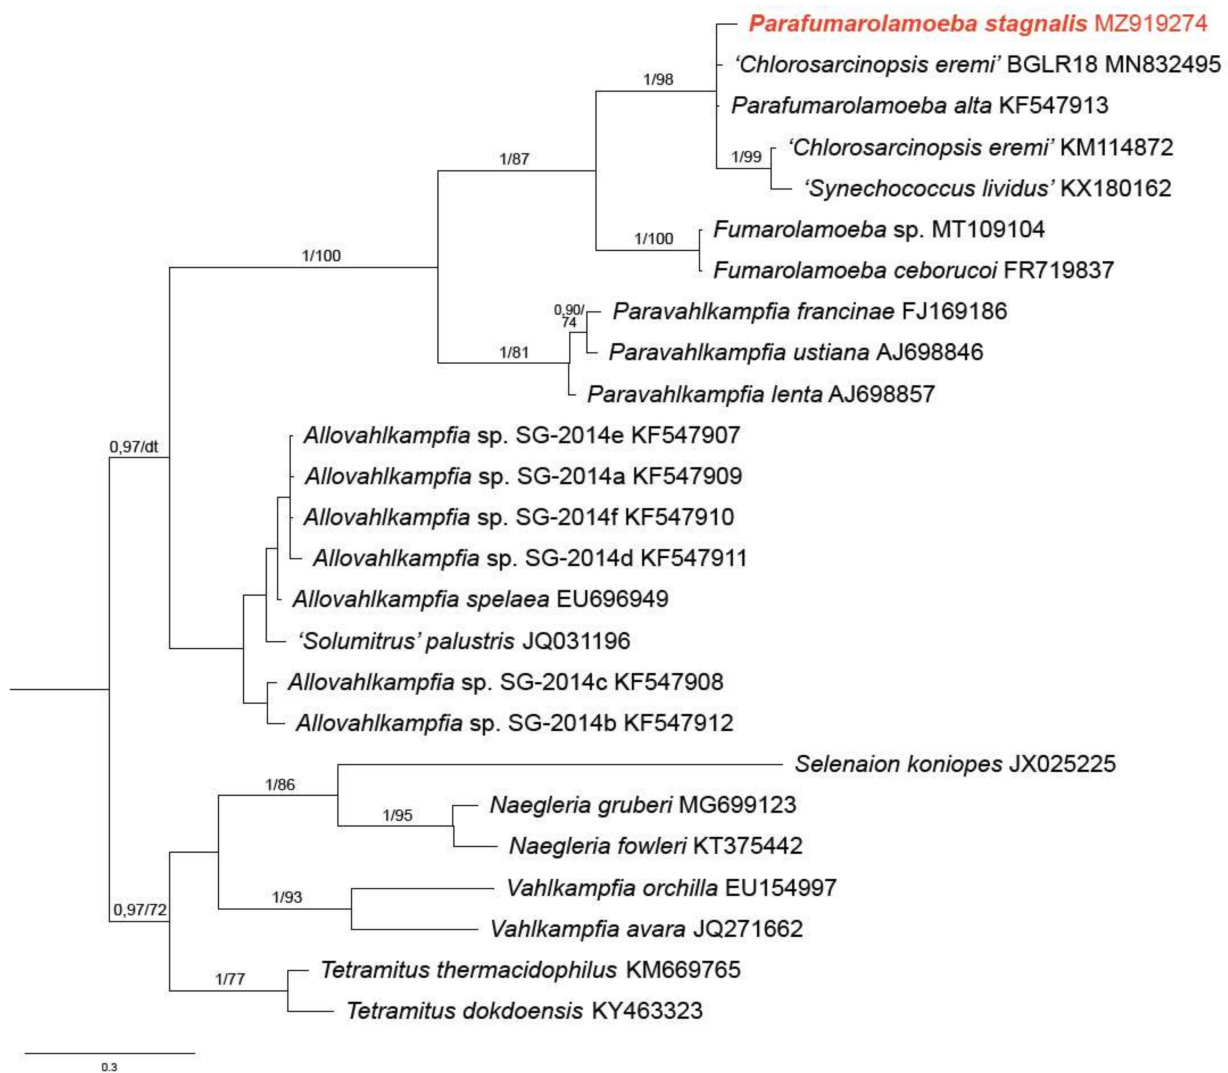 Parafumarolamoeba stagnalis MZ919274
‘Chlorosarcinopsis eremi’ BGLR18 MN832495
1/98
Parafumarolamoeba alta KF547913
‘Chlorosarcinopsis eremi’ KM114872
1/99
1/87
‘Synechococcus lividus’ KX180162
Fumarolamoeba sp. MT109104
1/100
1/100
Fumarolamoeba ceborucoi FR719837
0,90/
74
Paravahlkampfia francinae FJ169186
1/81
Paravahlkampfia ustiana AJ698846
Paravahlkampfia lenta AJ698857
Allovahlkampfia sp. SG-2014e KF547907
0,97/dt
Allovahlkampfia sp. SG-2014a KF547909
Allovahlkampfia sp. SG-2014f KF547910
Allovahlkampfia sp. SG-2014d KF547911
Allovahlkampfia spelaea EU696949
‘Solumitrus’ palustris JQ031196
Allovahlkampfia sp. SG-2014c KF547908
Allovahlkampfia sp. SG-2014b KF547912
Selenaion koniopes JX025225
1/86
Naegleria gruberi MG699123
1/95
Naegleria fowleri KT375442
Vahlkampfia orchilla EU154997
1/93
0,97/72
Vahlkampfia avara JQ271662
Tetramitus thermacidophilus KM669765
1/77
Tetramitus dokdoensis KY463323
0.3